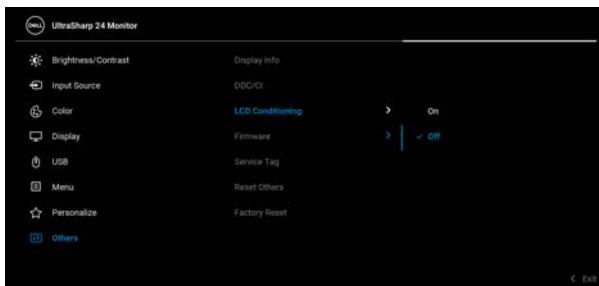 DELL UltraSharp 24 Monitor
Brightness/Contrast Display Info
Input Source DDC/CI
Color LCD Conditioning > On
Display Firmware > ✓ Off
USB Service Tag
Menu Reset Others
Personalize Factory Reset
Others
< Exit